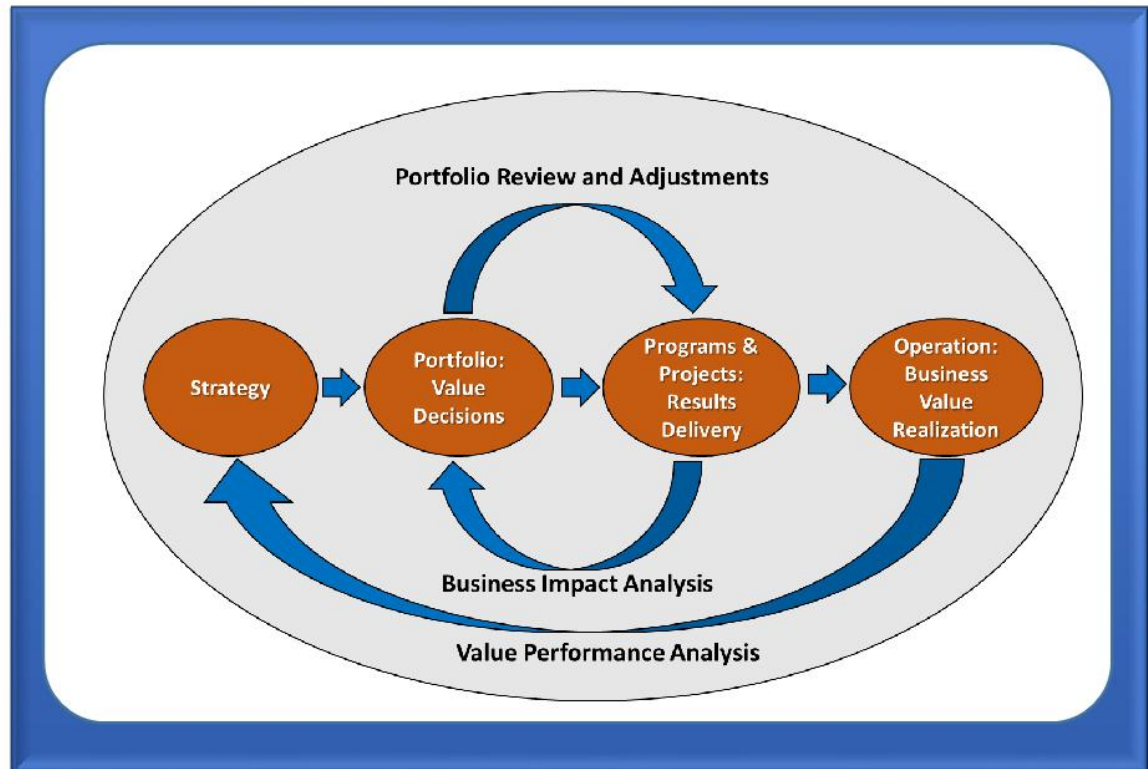 Portfolio Review and Adjustments
Strategy
Portfolio:
Value
Decisions
Programs &
Projects:
Results
Delivery
Operation:
Business
Value
Realization
Business Impact Analysis
Value Performance Analysis